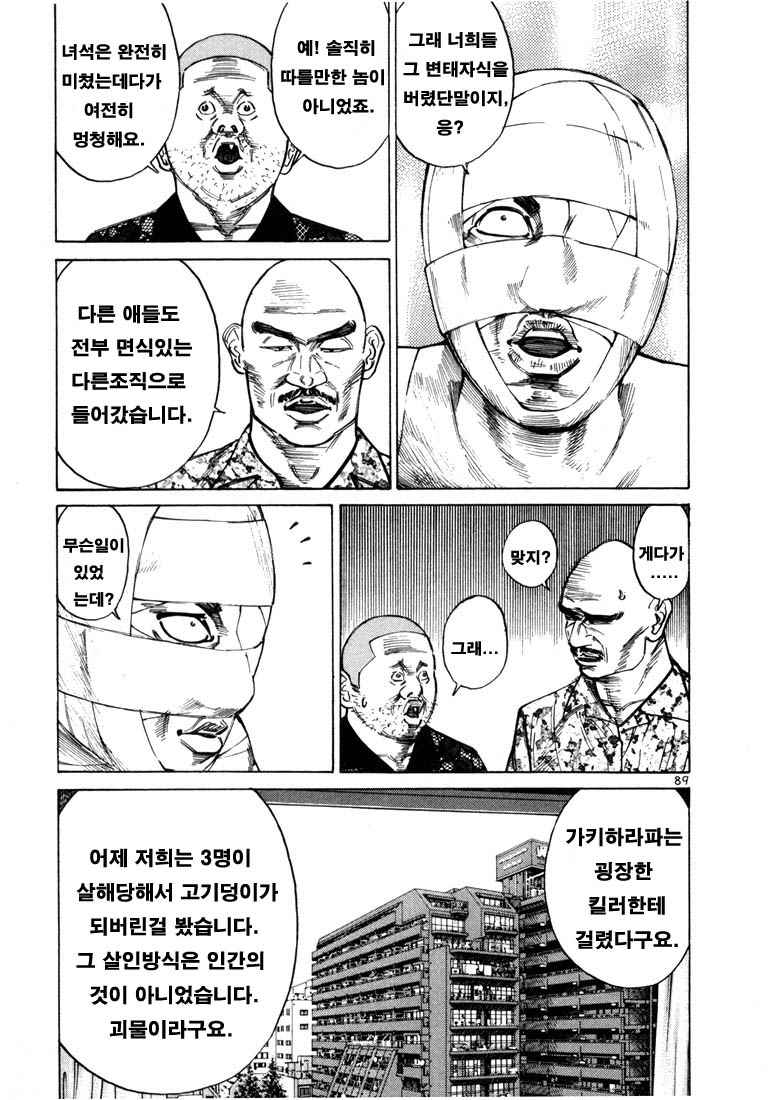 그래 너희들
그 변태자식을
버렸단말이지,
응?
예! 솔직히
따를만한 놈이
아니었죠.
녀석은 완전히
미쳤는데다가
여전히
멍청해요.
다른 애들도
전부 면식있는
다른조직으로
들어갔습니다.
게다가
.....
맞지?
그래...
무슨일이
있었
는데?
89
가키하라파는
굉장한
킬러한테
걸렸다구요.
어제 저희는 3명이
살해당해서 고기덩이가
되버린걸 봤습니다.
그 살인방식은 인간의
것이 아니었습니다.
괴물이라구요.